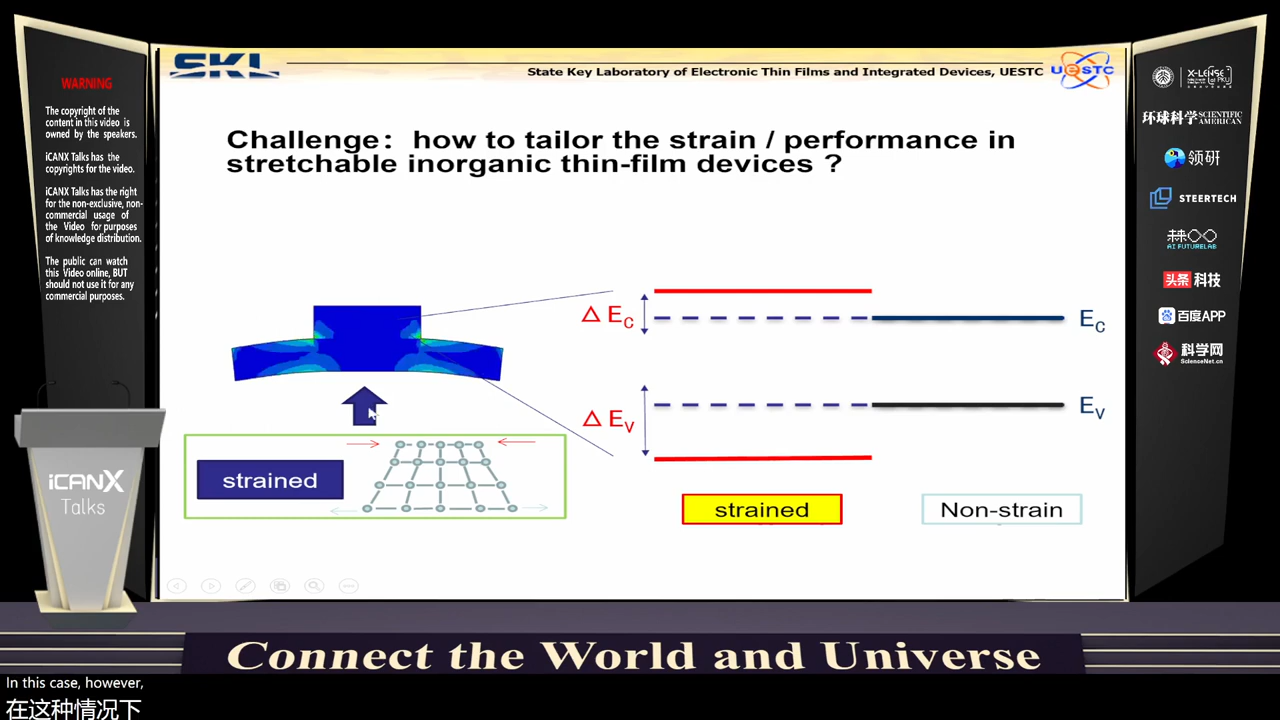 WARNING
The copyright of the
content in this video is
owned by the speakers.
iCANX Talks has the
copyrights for the video.
iCANX Talks has the right
for the non-exclusive, non-
commercial usage of
the Video for purposes
of knowledge distribution.
The public can watch
this Video online, BUT
should not use it for any
commercial purposes.
iCANX
Talks
SKL
State Key Laboratory of Electronic Thin Films and Integrated Devices, UESTC
UESTC
Challenge: how to tailor the strain / performance in
stretchable inorganic thin-film devices ?
△ EC
EC
△ EV
EV
strained
strained
Non-strain
X-LENSE
环球科学 SCIENTIFIC AMERICAN
领研
STEERTECH
AI FUTURELAB
头条 科技
百度APP
科学网
ScienceNet.cn
Connect the World and Universe
In this case, however,
在这种情况下